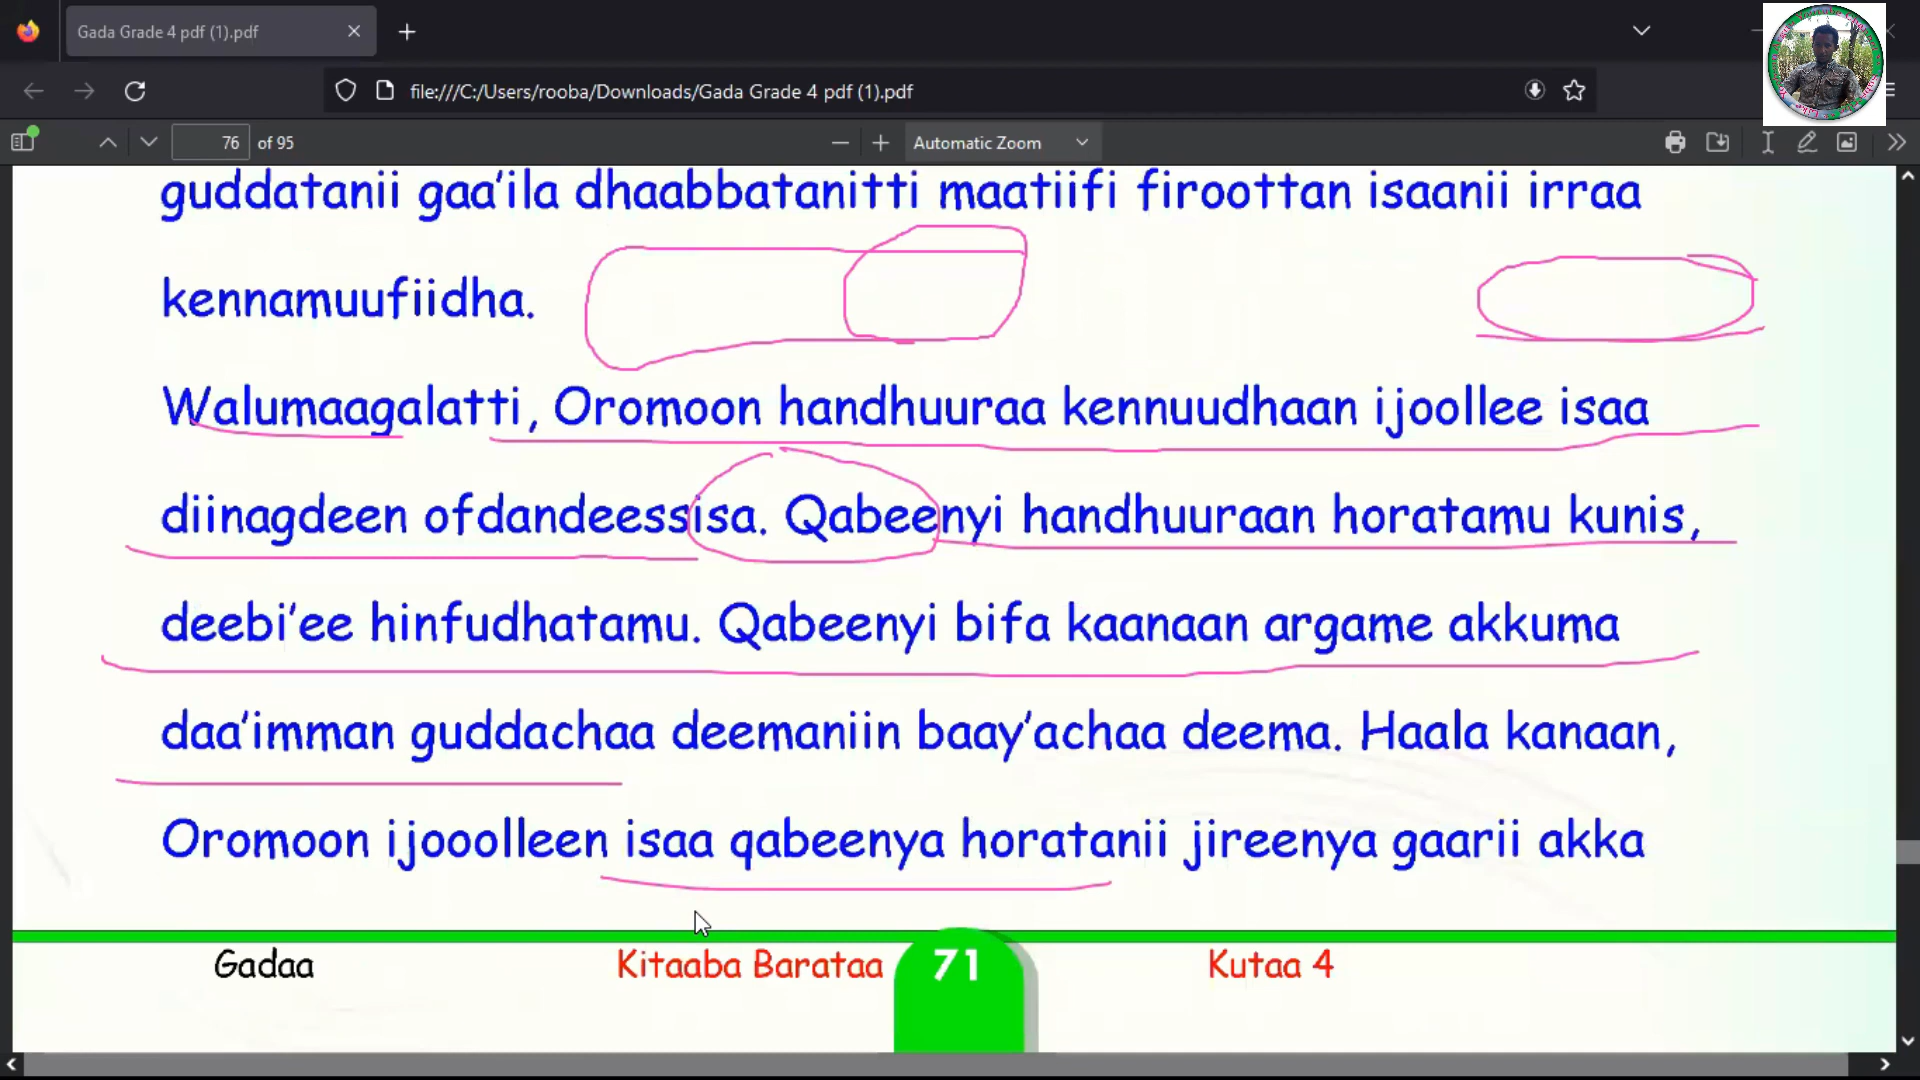 Gada Grade 4 pdf (1).pdf
file:///C:/Users/rooba/Downloads/Gada Grade 4 pdf (1).pdf
76 of 95
Automatic Zoom
guddatanii gaa’ila dhaabbatanitti maatiifi firoottan isaanii irraa
kennamuufiidha.
Walumaagalatti, Oromoon handhuuraa kennuudhaan ijoollee isaa
diinagdeen ofdandeessisa. Qabeenyi handhuuraan horatamu kunis,
deebi’ee hinfudhatamu. Qabeenyi bifa kaanaan argame akkuma
daa’imman guddachaa deemaniin baay’achaa deema. Haala kanaan,
Oromoon ijooolleen isaa qabeenya horatanii jireenya gaarii akka
Gadaa Kitaaba Barataa 71 Kutaa 4